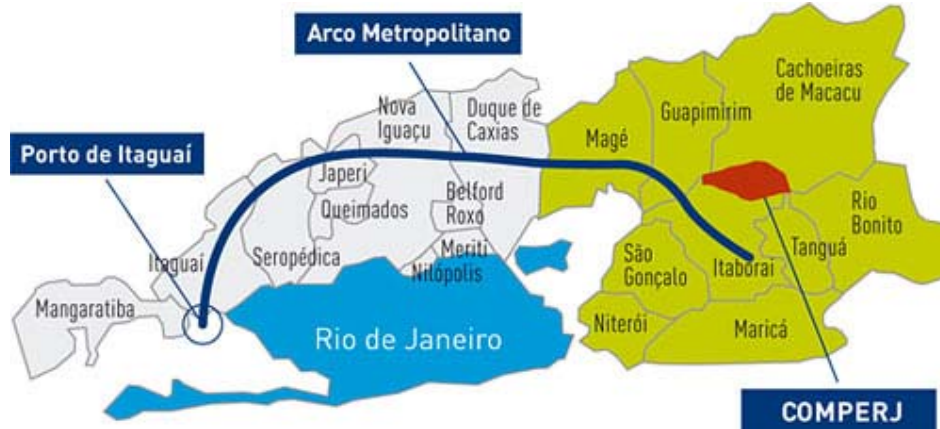 Arco Metropolitano
Cachoeiras
de Macacu
Nova
Iguaçu
Duque de
Caxias
Guapimirim
Magé
Porto de Itaguaí
Japeri
Queimados
Belford
Roxo
Rio
Bonito
Itaguaí
Seropédica
Meriti
Nilópolis
São
Gonçalo
Itaboraí
Tanguá
Mangaratiba
Rio de Janeiro
Niterói
Maricá
COMPERJ